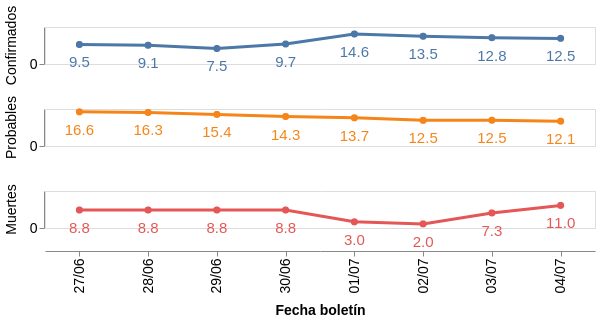 Confirmados
0
9.5 9.1 7.5 9.7 14.6 13.5 12.8 12.5
Probables
0
16.6 16.3 15.4 14.3 13.7 12.5 12.5 12.1
Muertes
0
8.8 8.8 8.8 8.8 3.0 2.0 7.3 11.0
27/06 28/06 29/06 30/06 01/07 02/07 03/07 04/07
Fecha boletín